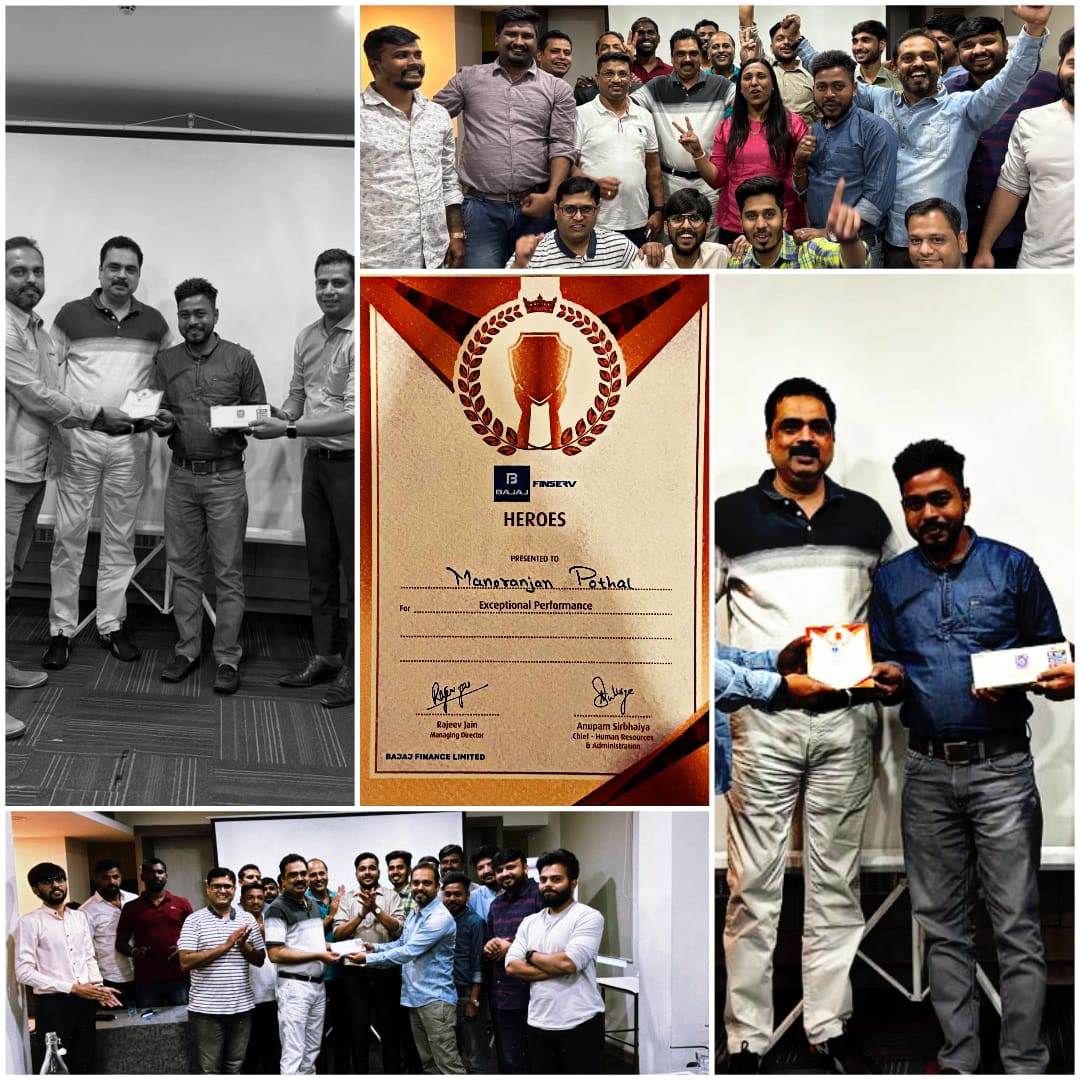 B
BAJAJ FINSERV
HEROES
PRESENTED TO
Manoranjan Pothal
For Exceptional Performance
Rajeev Jain
Managing Director
Anupam Sirbhaiya
Chief - Human Resources
& Administration
BAJAJ FINANCE LIMITED